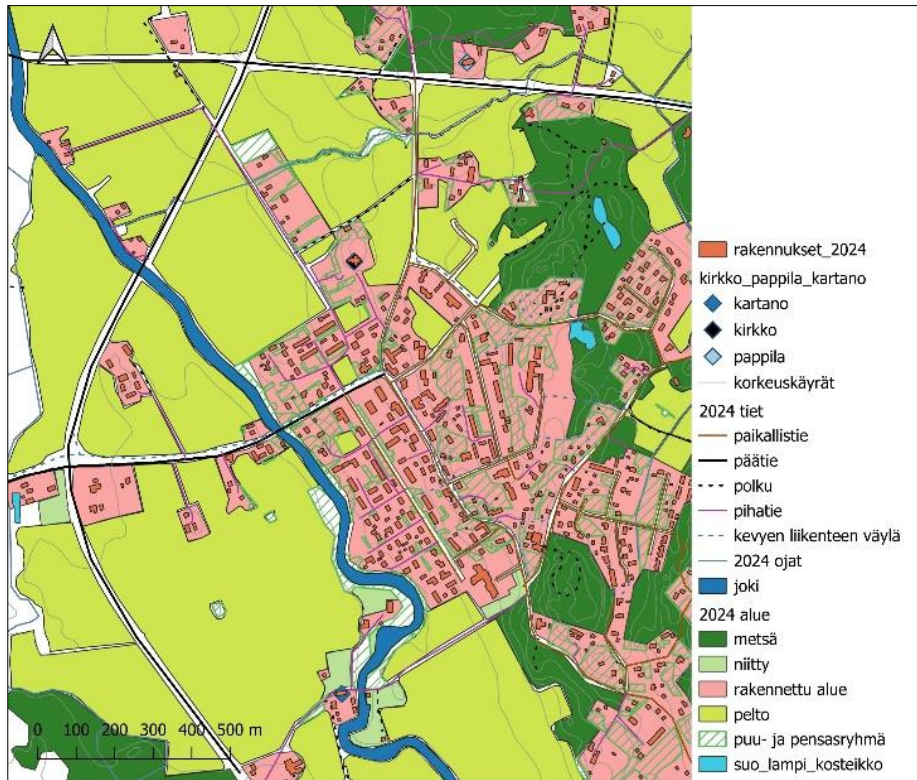 rakennukset_2024
kirkko_pappila_kartano
kartano
kirkko
pappila
korkeuskäyrät
2024 tiet
paikallistie
päätie
polku
pihatie
kevyen liikenteen väylä
2024 ojat
joki
2024 alue
metsä
niitty
rakennettu alue
pelto
puu- ja pensasryhmä
suo_lampi_kosteikko
0 100 200 300 400 500 m